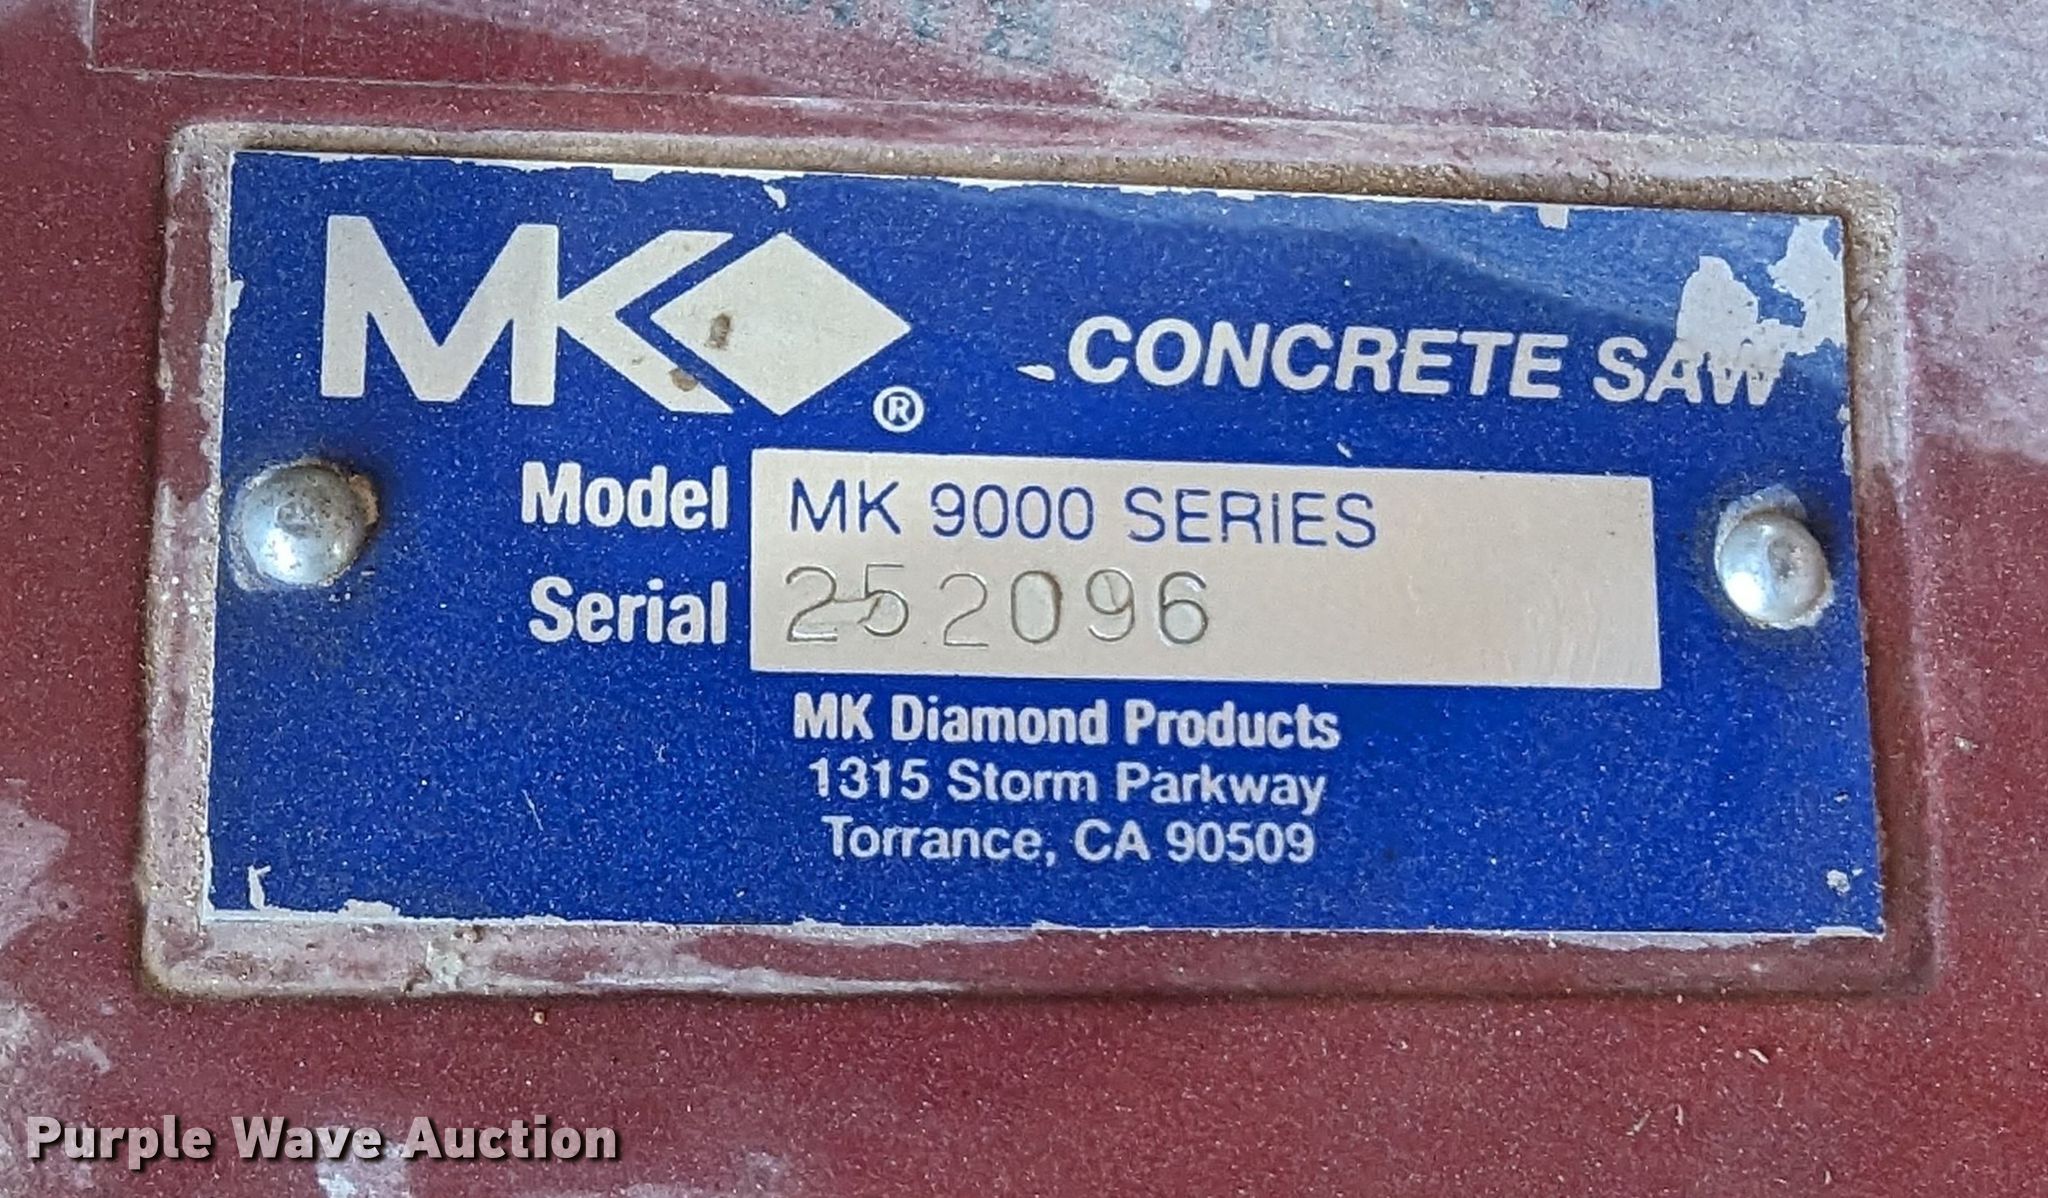 MK®
CONCRETE SAW
Model MK 9000 SERIES
Serial 252096
MK Diamond Products
1315 Storm Parkway
Torrance, CA 90509
Purple Wave Auction